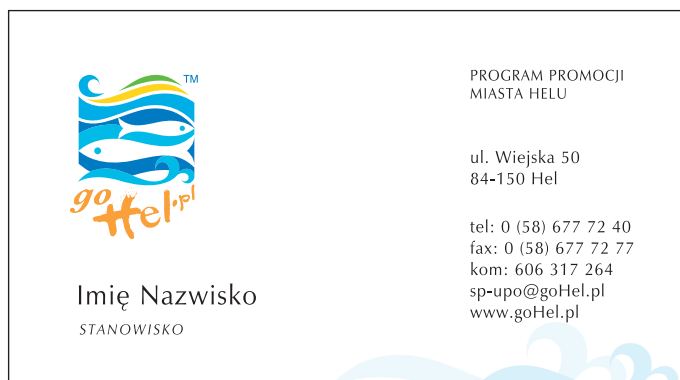 TM
go Hel.pl
Imię Nazwisko
STANOWISKO
PROGRAM PROMOCJI
MIASTA HELU
ul. Wiejska 50
84-150 Hel
tel: 0 (58) 677 72 40
fax: 0 (58) 677 72 77
kom: 606 317 264
sp-upo@goHel.pl
www.goHel.pl